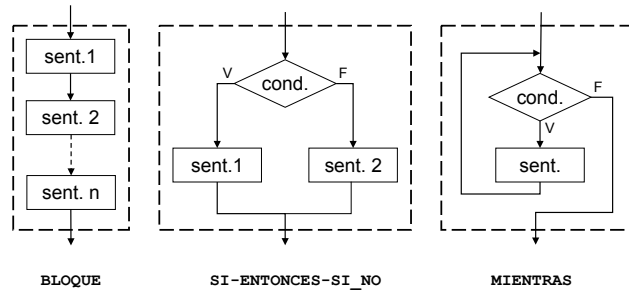 sent.1
sent. 2
sent. n
BLOQUE
V
F
cond.
sent.1
sent. 2
SI-ENTONCES-SI_NO
F
cond.
V
sent.
MIENTRAS